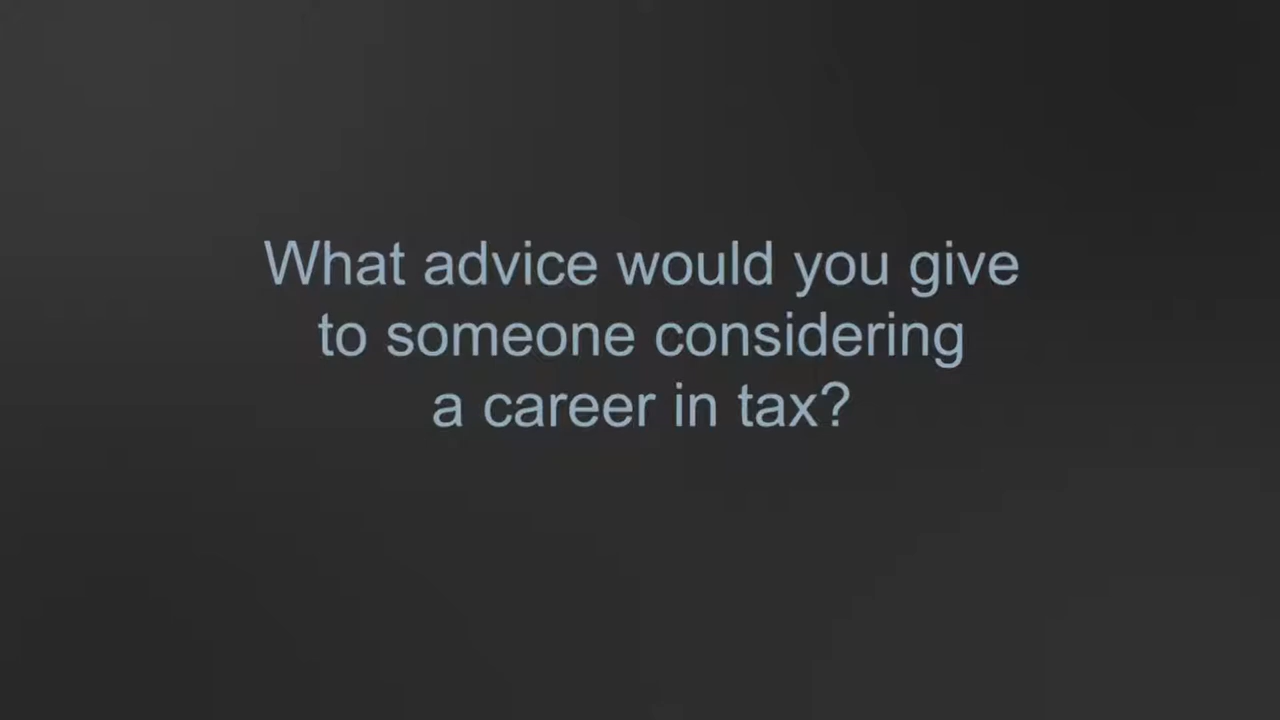 What advice would you give
to someone considering
a career in tax?